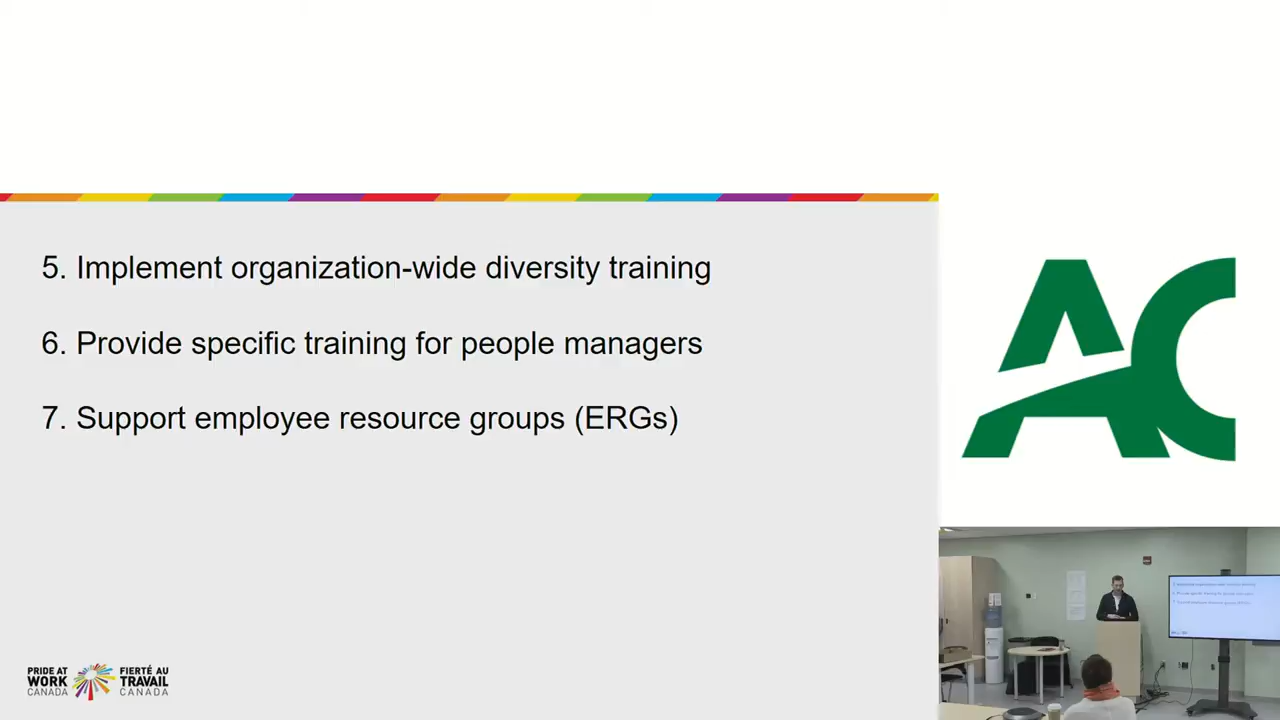 5. Implement organization-wide diversity training
6. Provide specific training for people managers
7. Support employee resource groups (ERGs)
AC
PRIDE AT
WORK
CANADA
FIERTÉ AU
TRAVAIL
CANADA